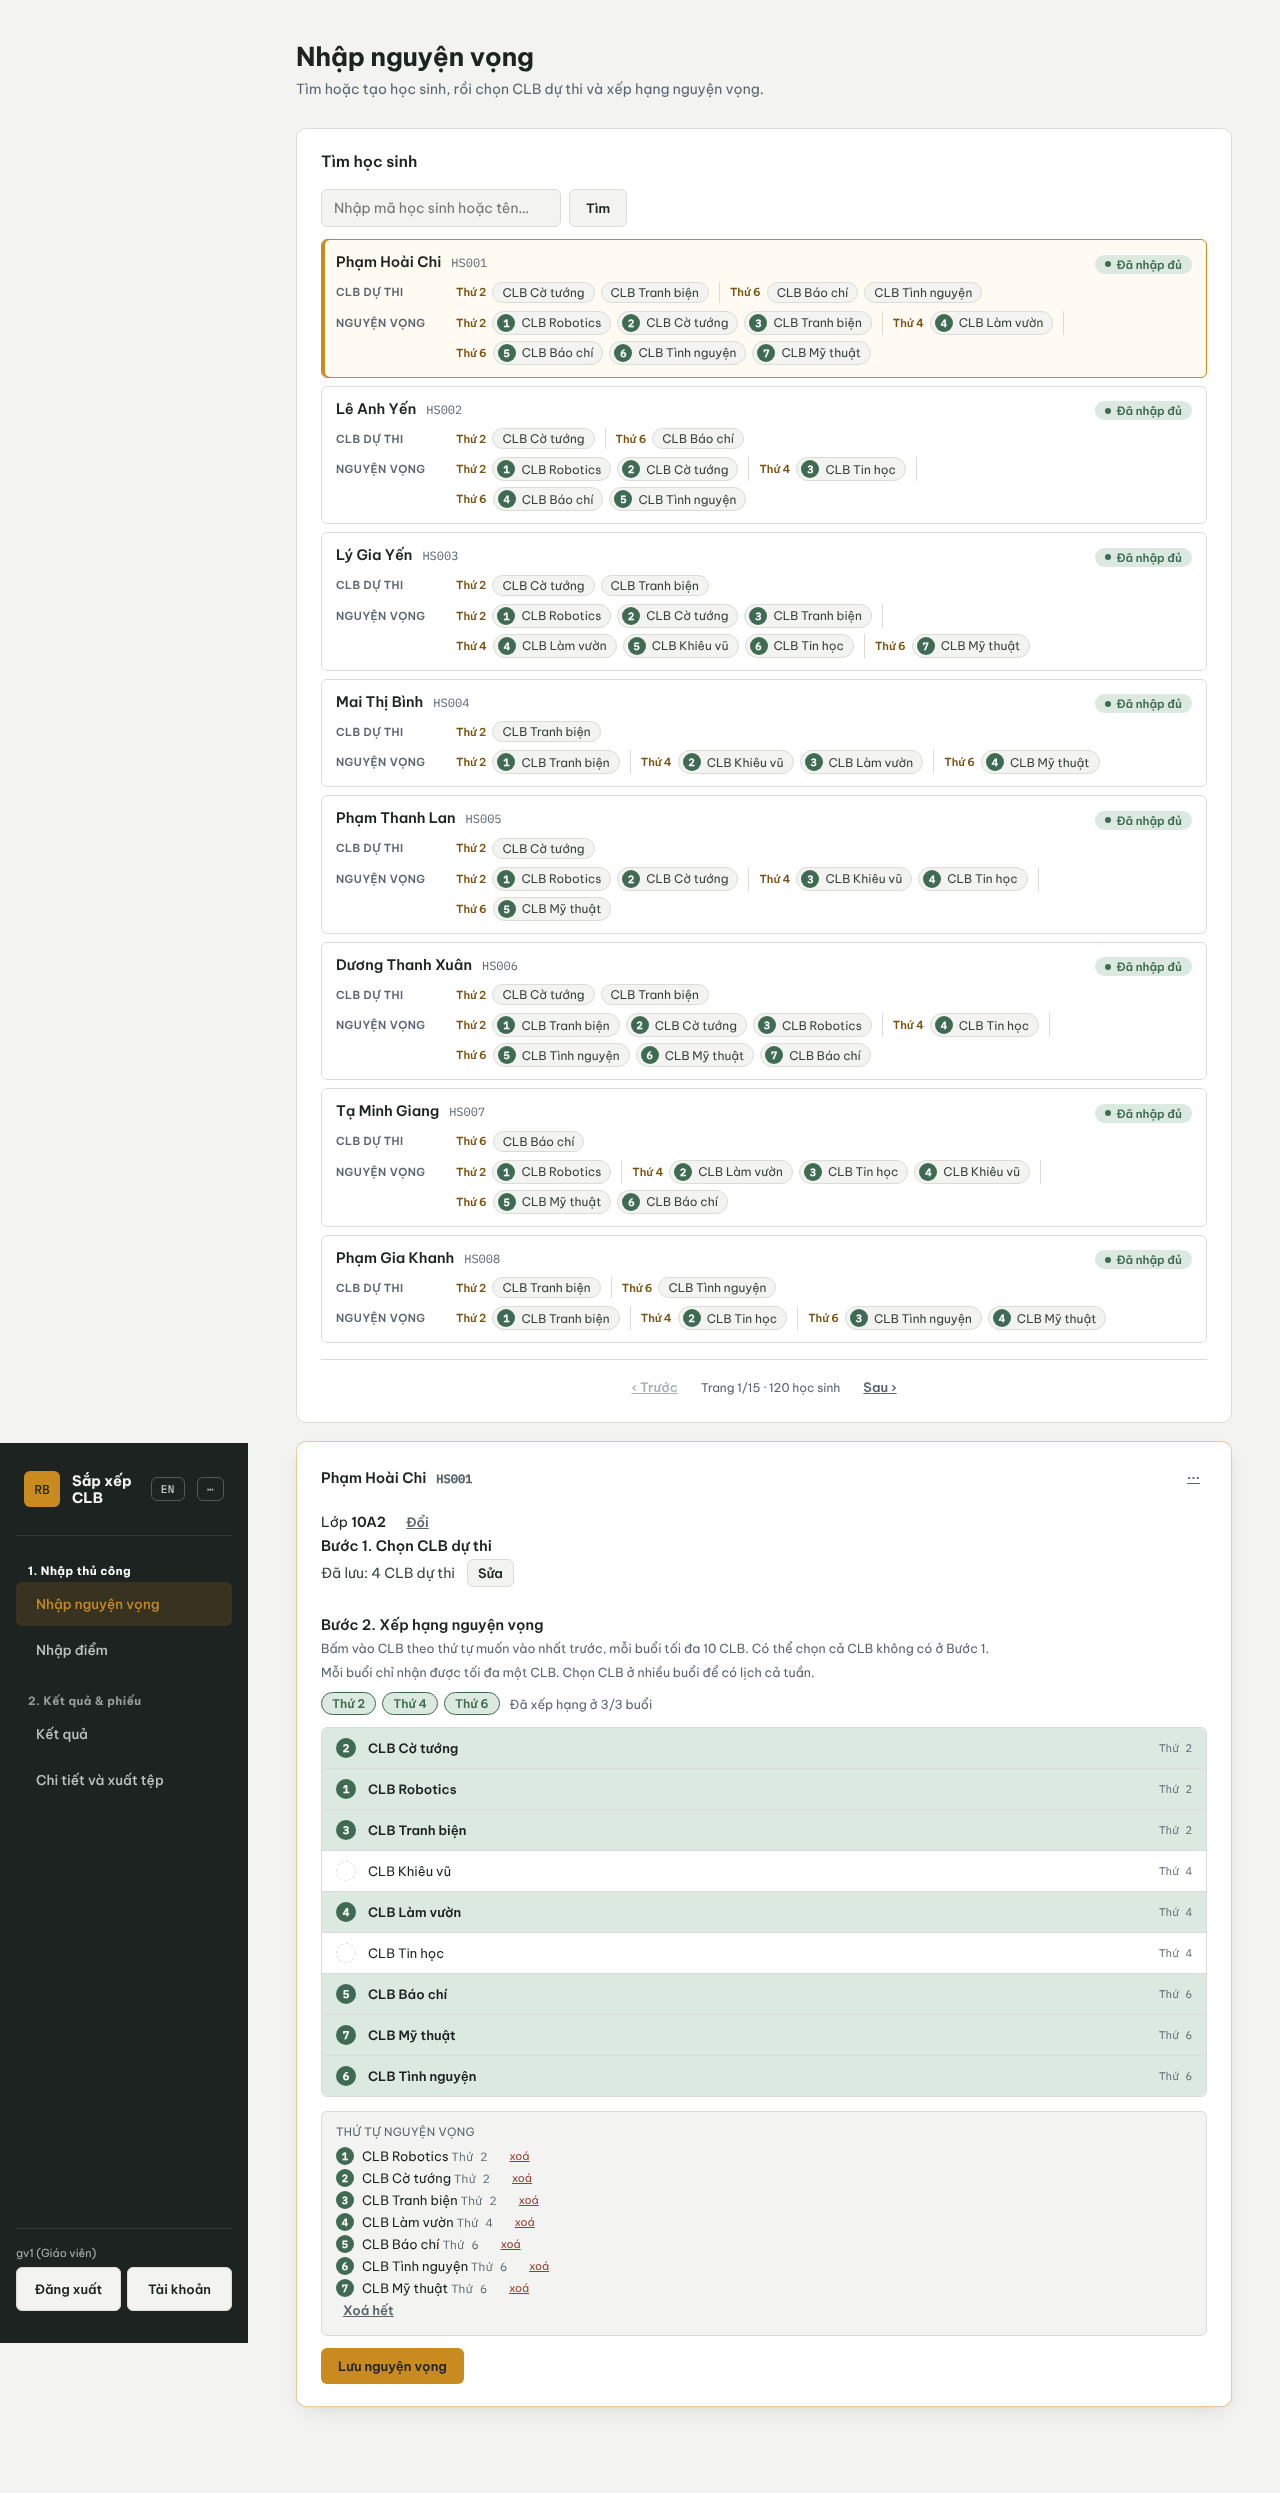 Nhập nguyện vọng
Tìm hoặc tạo học sinh, rồi chọn CLB dự thi và xếp hạng nguyện vọng.
Tìm học sinh
Nhập mã học sinh hoặc tên... Tìm
Phạm Hoài Chi HS001 Đã nhập đủ
CLB DỰ THI Thứ 2 CLB Cờ tướng CLB Tranh biện Thứ 6 CLB Báo chí CLB Tình nguyện
NGUYỆN VỌNG Thứ 2 1 CLB Robotics 2 CLB Cờ tướng 3 CLB Tranh biện Thứ 4 4 CLB Làm vườn
Thứ 6 5 CLB Báo chí 6 CLB Tình nguyện 7 CLB Mỹ thuật
Lê Anh Yến HS002 Đã nhập đủ
CLB DỰ THI Thứ 2 CLB Cờ tướng Thứ 6 CLB Báo chí
NGUYỆN VỌNG Thứ 2 1 CLB Robotics 2 CLB Cờ tướng Thứ 4 3 CLB Tin học
Thứ 6 4 CLB Báo chí 5 CLB Tình nguyện
Lý Gia Yến HS003 Đã nhập đủ
CLB DỰ THI Thứ 2 CLB Cờ tướng CLB Tranh biện
NGUYỆN VỌNG Thứ 2 1 CLB Robotics 2 CLB Cờ tướng 3 CLB Tranh biện
Thứ 4 4 CLB Làm vườn 5 CLB Khiêu vũ 6 CLB Tin học Thứ 6 7 CLB Mỹ thuật
Mai Thị Bình HS004 Đã nhập đủ
CLB DỰ THI Thứ 2 CLB Tranh biện
NGUYỆN VỌNG Thứ 2 1 CLB Tranh biện Thứ 4 2 CLB Khiêu vũ 3 CLB Làm vườn Thứ 6 4 CLB Mỹ thuật
Phạm Thanh Lan HS005 Đã nhập đủ
CLB DỰ THI Thứ 2 CLB Cờ tướng
NGUYỆN VỌNG Thứ 2 1 CLB Robotics 2 CLB Cờ tướng Thứ 4 3 CLB Khiêu vũ 4 CLB Tin học
Thứ 6 5 CLB Mỹ thuật
Dương Thanh Xuân HS006 Đã nhập đủ
CLB DỰ THI Thứ 2 CLB Cờ tướng CLB Tranh biện
NGUYỆN VỌNG Thứ 2 1 CLB Tranh biện 2 CLB Cờ tướng 3 CLB Robotics Thứ 4 4 CLB Tin học
Thứ 6 5 CLB Tình nguyện 6 CLB Mỹ thuật 7 CLB Báo chí
Tạ Minh Giang HS007 Đã nhập đủ
CLB DỰ THI Thứ 6 CLB Báo chí
NGUYỆN VỌNG Thứ 2 1 CLB Robotics Thứ 4 2 CLB Làm vườn 3 CLB Tin học 4 CLB Khiêu vũ
Thứ 6 5 CLB Mỹ thuật 6 CLB Báo chí
Phạm Gia Khanh HS008 Đã nhập đủ
CLB DỰ THI Thứ 2 CLB Tranh biện Thứ 6 CLB Tình nguyện
NGUYỆN VỌNG Thứ 2 1 CLB Tranh biện Thứ 4 2 CLB Tin học Thứ 6 3 CLB Tình nguyện 4 CLB Mỹ thuật
‹ Trước Trang 1/15 · 120 học sinh Sau ›
RB Sắp xếp CLB EN ⋯
1. Nhập thủ công
Nhập nguyện vọng
Nhập điểm
2. Kết quả & phiếu
Kết quả
Chi tiết và xuất tệp
gv1 (Giáo viên)
Đăng xuất Tài khoản
Phạm Hoài Chi HS001 ⋯
Lớp 10A2 Đổi
Bước 1. Chọn CLB dự thi
Đã lưu: 4 CLB dự thi Sửa
Bước 2. Xếp hạng nguyện vọng
Bấm vào CLB theo thứ tự muốn vào nhất trước, mỗi buổi tối đa 10 CLB. Có thể chọn cả CLB không có ở Bước 1.
Mỗi buổi chỉ nhận được tối đa một CLB. Chọn CLB ở nhiều buổi để có lịch cả tuần.
Thứ 2 Thứ 4 Thứ 6 Đã xếp hạng ở 3/3 buổi
2 CLB Cờ tướng Thứ 2
1 CLB Robotics Thứ 2
3 CLB Tranh biện Thứ 2
CLB Khiêu vũ Thứ 4
4 CLB Làm vườn Thứ 4
CLB Tin học Thứ 4
5 CLB Báo chí Thứ 6
7 CLB Mỹ thuật Thứ 6
6 CLB Tình nguyện Thứ 6
THỨ TỰ NGUYỆN VỌNG
1 CLB Robotics Thứ 2 xoá
2 CLB Cờ tướng Thứ 2 xoá
3 CLB Tranh biện Thứ 2 xoá
4 CLB Làm vườn Thứ 4 xoá
5 CLB Báo chí Thứ 6 xoá
6 CLB Tình nguyện Thứ 6 xoá
7 CLB Mỹ thuật Thứ 6 xoá
Xoá hết
Lưu nguyện vọng